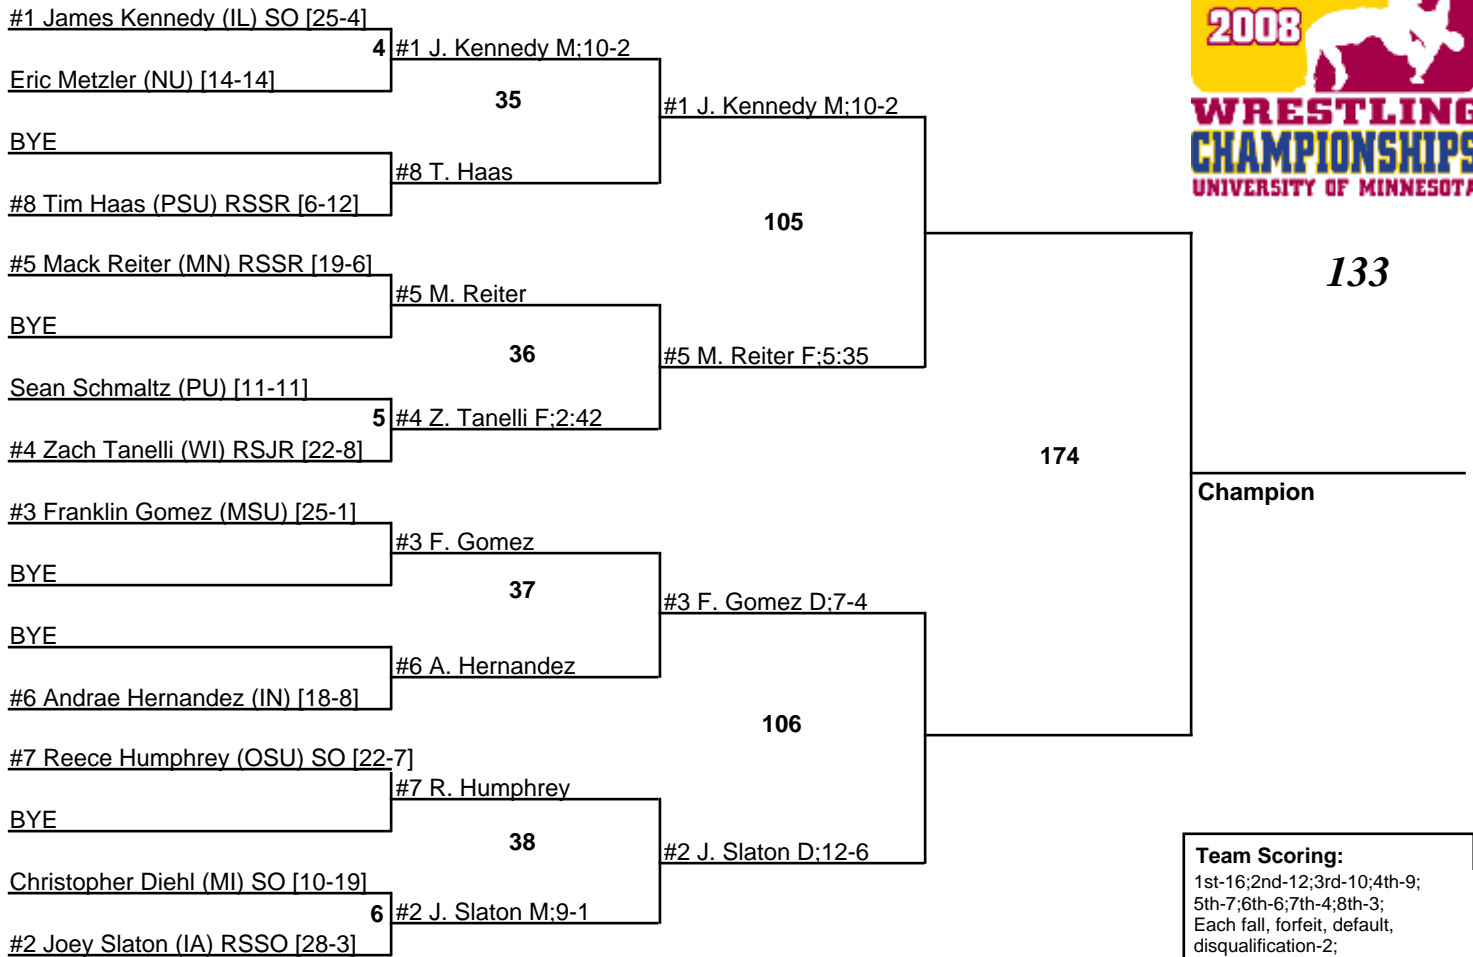 #1 James Kennedy (IL) SO [25-4]
4
#1 J. Kennedy M;10-2
Eric Metzler (NU) [14-14]
35
#1 J. Kennedy M;10-2
BYE
#8 T. Haas
#8 Tim Haas (PSU) RSSR [6-12]
105
#5 Mack Reiter (MN) RSSR [19-6]
#5 M. Reiter
BYE
36
#5 M. Reiter F;5:35
Sean Schmaltz (PU) [11-11]
5
#4 Z. Tanelli F;2:42
#4 Zach Tanelli (WI) RSJR [22-8]
174
Champion
#3 Franklin Gomez (MSU) [25-1]
#3 F. Gomez
BYE
37
#3 F. Gomez D;7-4
BYE
#6 A. Hernandez
#6 Andrae Hernandez (IN) [18-8]
106
#7 Reece Humphrey (OSU) SO [22-7]
#7 R. Humphrey
BYE
38
#2 J. Slaton D;12-6
Christopher Diehl (MI) SO [10-19]
6
#2 J. Slaton M;9-1
#2 Joey Slaton (IA) RSSO [28-3]
2008
WRESTLING
CHAMPIONSHIPS
UNIVERSITY OF MINNESOTA
133
Team Scoring:
1st-16;2nd-12;3rd-10;4th-9;
5th-7;6th-6;7th-4;8th-3;
Each fall, forfeit, default,
disqualification-2;